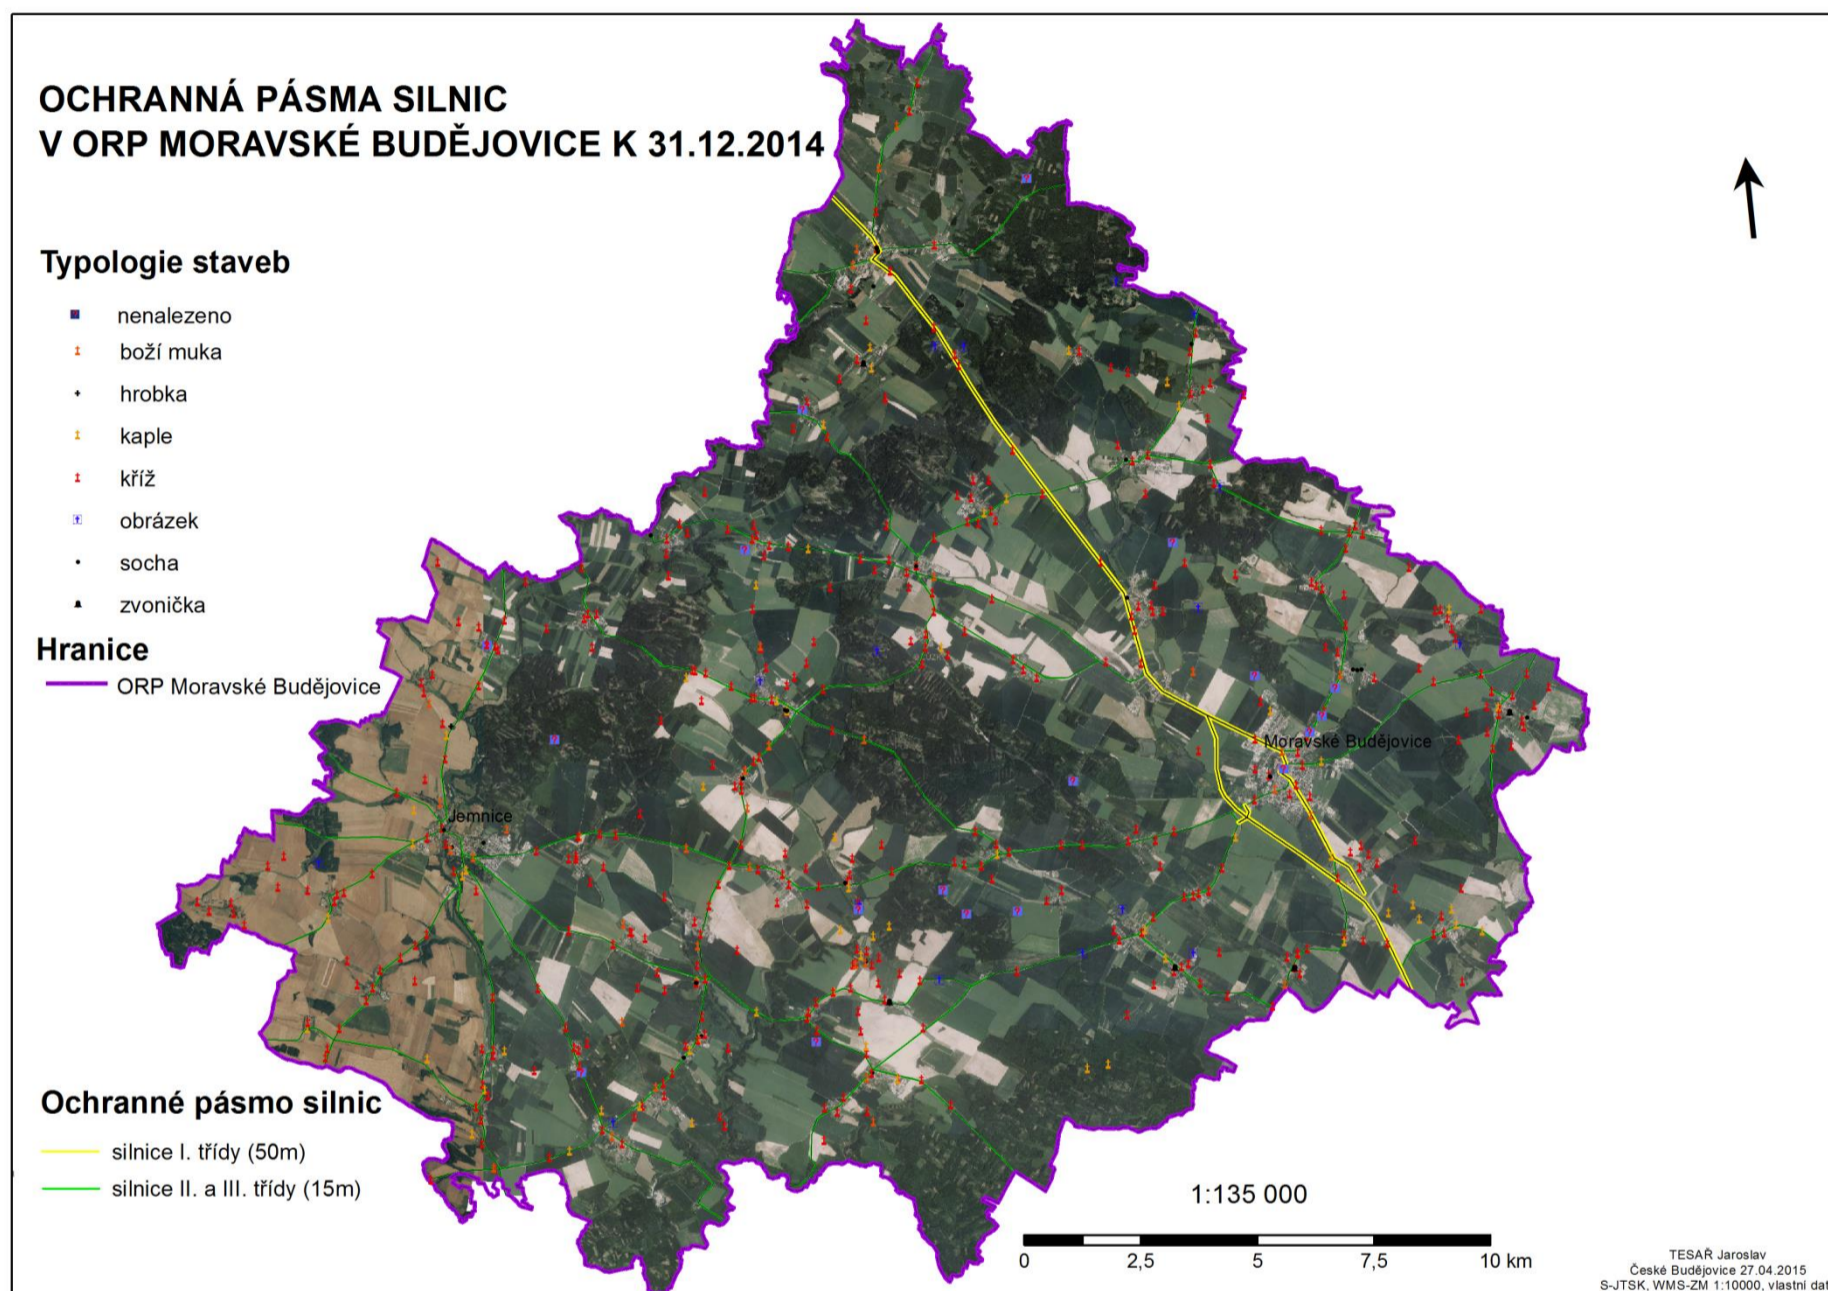 OCHRANNÁ PÁSMA SILNIC
V ORP MORAVSKÉ BUDĚJOVICE K 31.12.2014
Typologie staveb
nenalezeno
boží muka
hrobka
kaple
kříž
obrázek
socha
zvonička
Hranice
ORP Moravské Budějovice
Moravské Budějovice
Jemnice
Ochranné pásmo silnic
silnice I. třídy (50m)
silnice II. a III. třídy (15m)
1:135 000
0 2,5 5 7,5 10 km
TESAŘ Jaroslav
České Budějovice 27.04.2015
S-JTSK, WMS-ZM 1:10000, vlastní dat